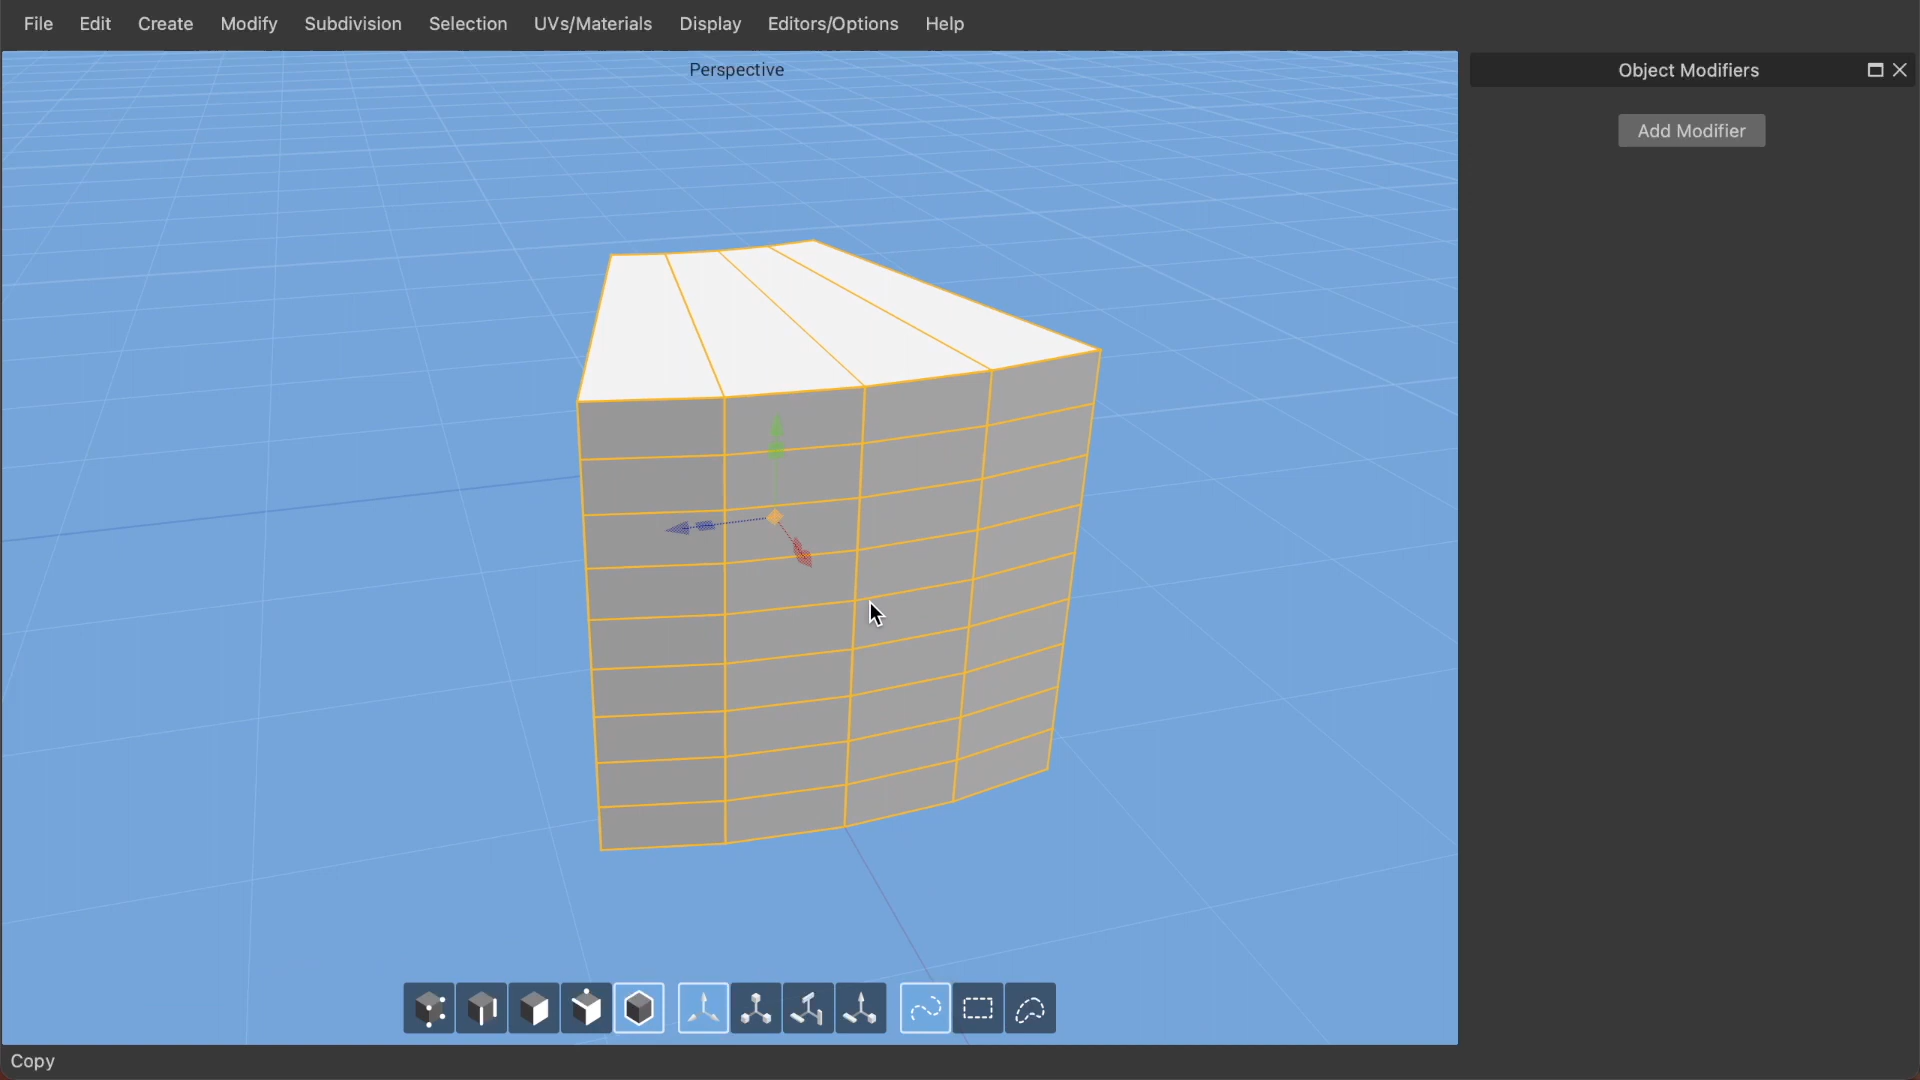 File Edit Create Modify Subdivision Selection UVs/Materials Display Editors/Options Help
Perspective
Object Modifiers
Add Modifier
Copy